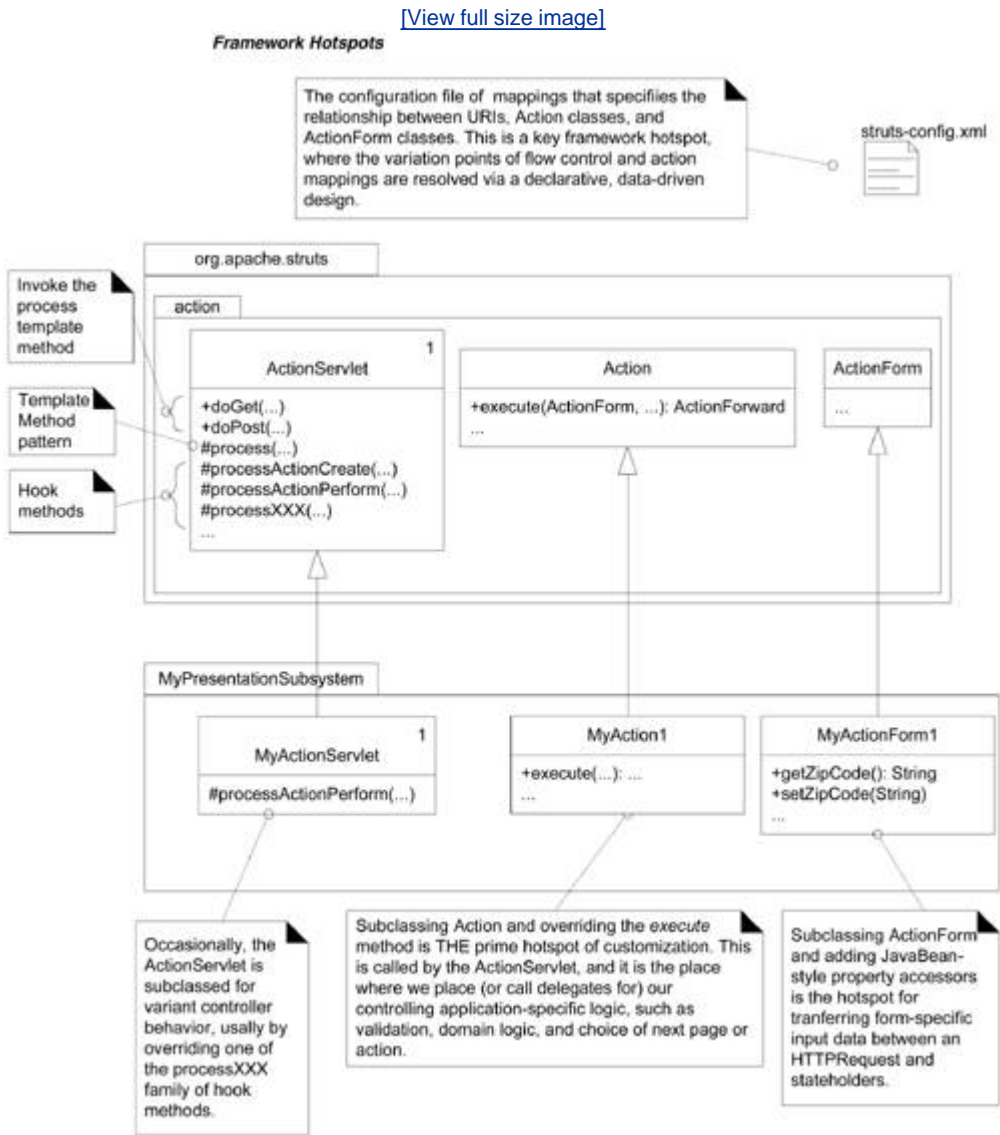 [View full size image]
Framework Hotspots
The configuration file of mappings that specifiies the
relationship between URIs, Action classes, and
ActionForm classes. This is a key framework hotspot,
where the variation points of flow control and action
mappings are resolved via a declarative, data-driven
design.
struts-config.xml
org.apache.struts
Invoke the
process
template
method
action
1
ActionServlet
+doGet(...)
+doPost(...)
#process(...)
#processActionCreate(...)
#processActionPerform(...)
#processXXX(...)
...
Action
+execute(ActionForm, ...): ActionForward
...
ActionForm
...
Template
Method
pattern
Hook
methods
MyPresentationSubsystem
1
MyActionServlet
#processActionPerform(...)
MyAction1
+execute(...): ...
...
MyActionForm1
+getZipCode(): String
+setZipCode(String)
...
Occasionally, the
ActionServlet is
subclassed for
variant controller
behavior, usally by
overriding one of
the processXXX
family of hook
methods.
Subclassing Action and overriding the execute
method is THE prime hotspot of customization. This
is called by the ActionServlet, and it is the place
where we place (or call delegates for) our
controlling application-specific logic, such as
validation, domain logic, and choice of next page or
action.
Subclassing ActionForm
and adding JavaBean-
style property accessors
is the hotspot for
tranferring form-specific
input data between an
HTTPRequest and
stateholders.